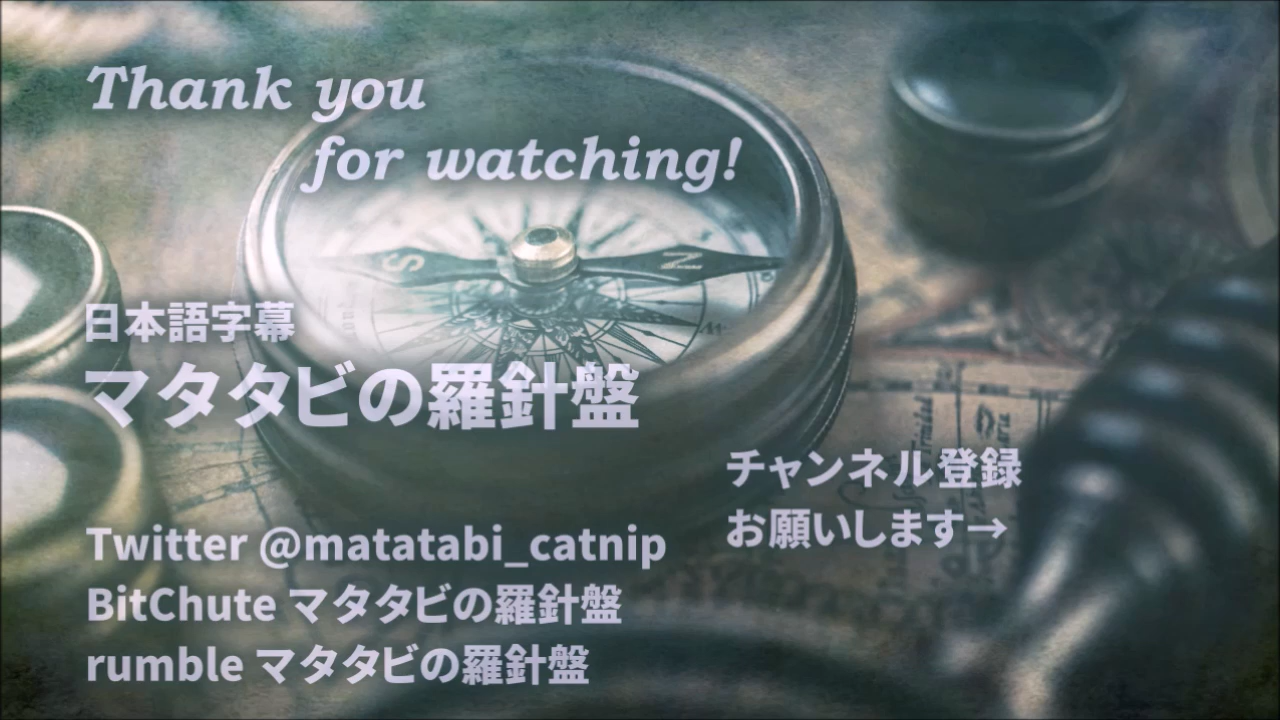 Thank you
for watching!
S
N
日本語字幕
マタタビの羅針盤
チャンネル登録
お願いします→
Twitter @matatabi_catnip
BitChute マタタビの羅針盤
rumble マタタビの羅針盤